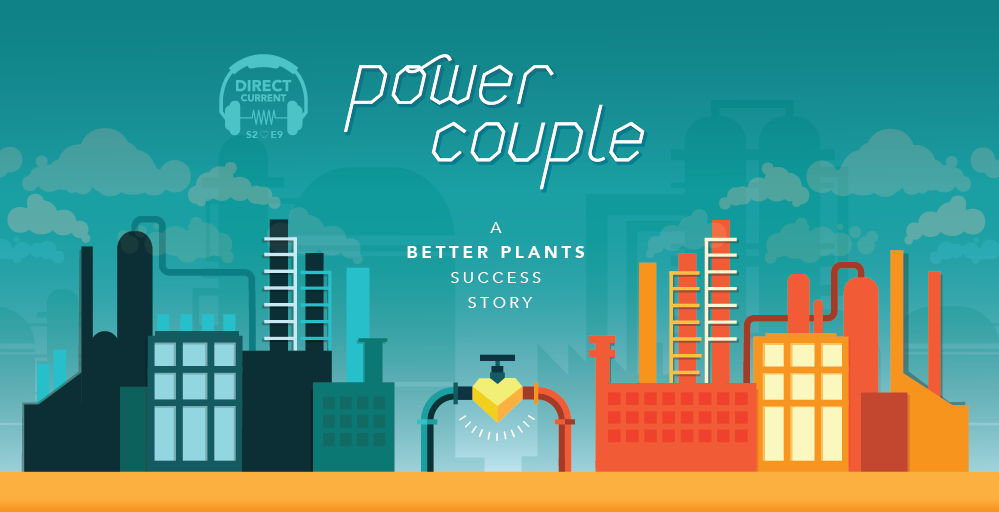 DIRECT
CURRENT
S2♡E9
power
couple
A
BETTER PLANTS
SUCCESS
STORY